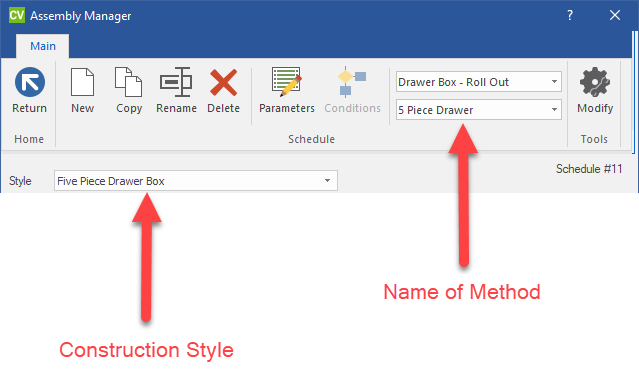 CV Assembly Manager ?
Main
Return New Copy Rename Delete Parameters Conditions Drawer Box - Roll Out Modify
5 Piece Drawer
Home Schedule Tools
Schedule #11
Style Five Piece Drawer Box
Name of Method
Construction Style